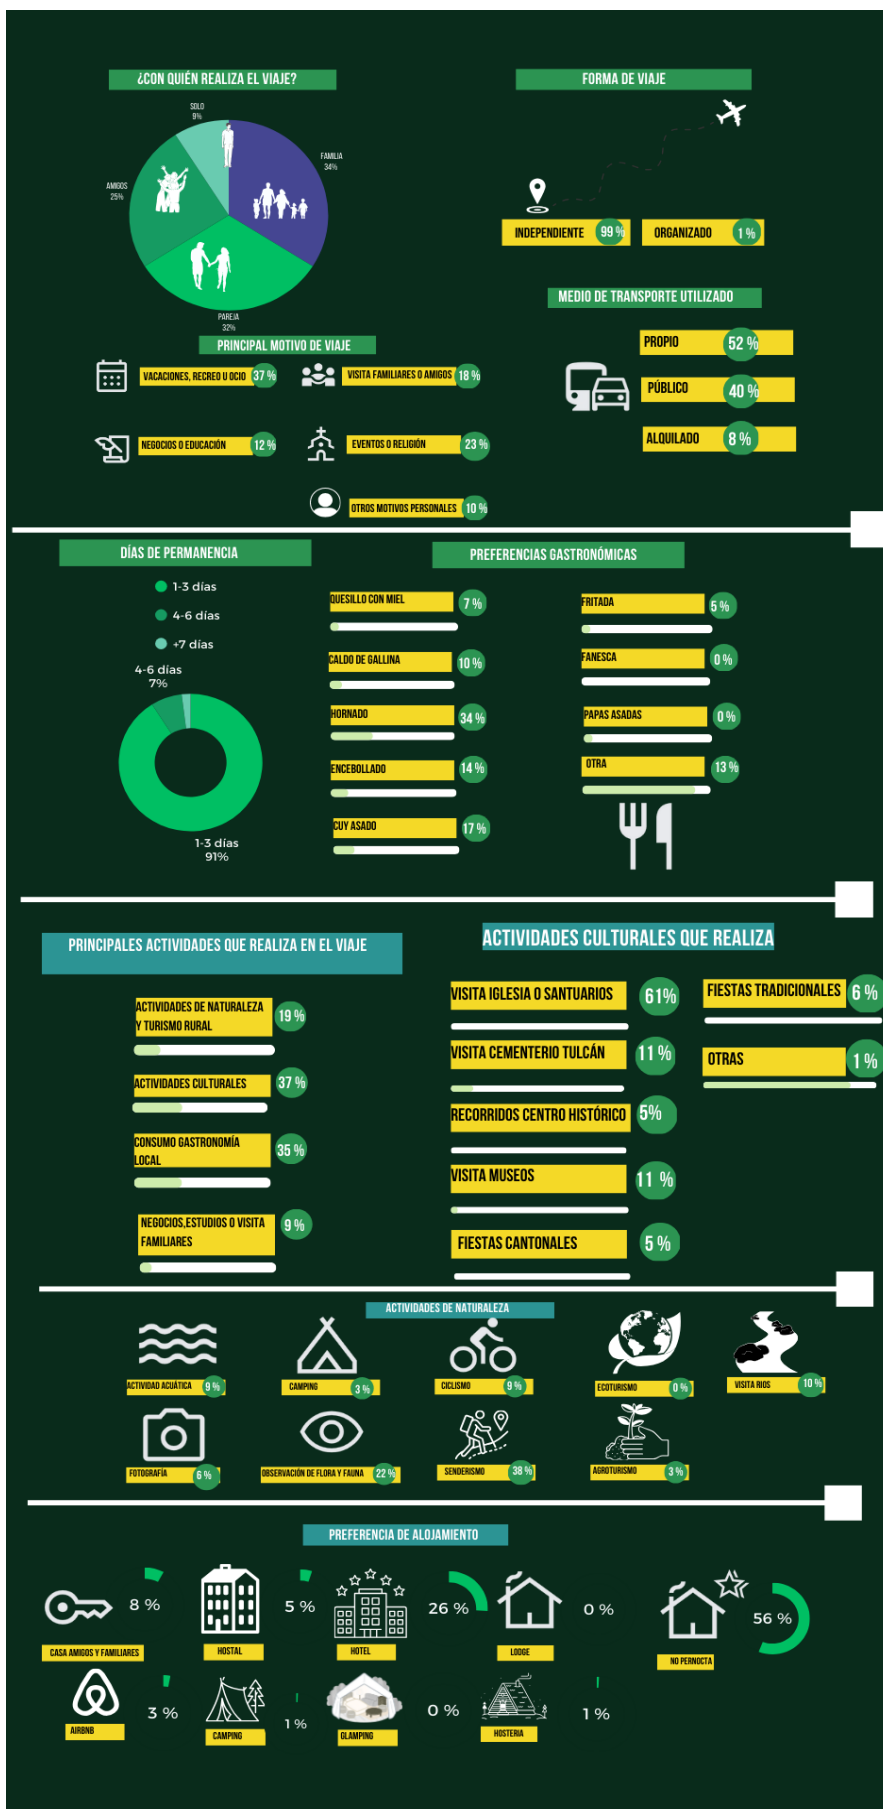 ¿CON QUIÉN REALIZA EL VIAJE?
SOLO
9%
FAMILIA
34%
AMIGOS
25%
PAREJA
32%
FORMA DE VIAJE
INDEPENDIENTE 99 %
ORGANIZADO 1 %
MEDIO DE TRANSPORTE UTILIZADO
PROPIO 52 %
PÚBLICO 40 %
ALQUILADO 8 %
PRINCIPAL MOTIVO DE VIAJE
VACACIONES, RECREO U OCIO 37 %
VISITA FAMILIARES O AMIGOS 18 %
NEGOCIOS O EDUCACIÓN 12 %
EVENTOS O RELIGIÓN 23 %
OTROS MOTIVOS PERSONALES 10 %
DÍAS DE PERMANENCIA
1-3 días
4-6 días
+7 días
4-6 días
7%
1-3 días
91%
PREFERENCIAS GASTRONÓMICAS
QUESILLO CON MIEL 7 %
CALDO DE GALLINA 10 %
HORNADO 34 %
ENCEBOLLADO 14 %
CUY ASADO 17 %
FRITADA 5 %
FANESCA 0 %
PAPAS ASADAS 0 %
OTRA 13 %
PRINCIPALES ACTIVIDADES QUE REALIZA EN EL VIAJE
ACTIVIDADES DE NATURALEZA
Y TURISMO RURAL 19 %
ACTIVIDADES CULTURALES 37 %
CONSUMO GASTRONOMÍA
LOCAL 35 %
NEGOCIOS,ESTUDIOS O VISITA
FAMILIARES 9 %
ACTIVIDADES CULTURALES QUE REALIZA
VISITA IGLESIA O SANTUARIOS 61%
VISITA CEMENTERIO TULCÁN 11 %
RECORRIDOS CENTRO HISTÓRICO 5%
VISITA MUSEOS 11 %
FIESTAS CANTONALES 5 %
FIESTAS TRADICIONALES 6 %
OTRAS 1 %
ACTIVIDADES DE NATURALEZA
ACTIVIDAD ACUÁTICA 9 %
CAMPING 3 %
CICLISMO 9 %
ECOTURISMO 0 %
VISITA RIOS 10 %
FOTOGRAFÍA 6 %
OBSERVACIÓN DE FLORA Y FAUNA 22 %
SENDERISMO 38 %
AGROTURISMO 3 %
PREFERENCIA DE ALOJAMIENTO
8 %
CASA AMIGOS Y FAMILIARES
5 %
HOSTAL
26 %
HOTEL
0 %
LODGE
56 %
NO PERNOCTA
3 %
AIRBNB
1 %
CAMPING
0 %
GLAMPING
1 %
HOSTERIA